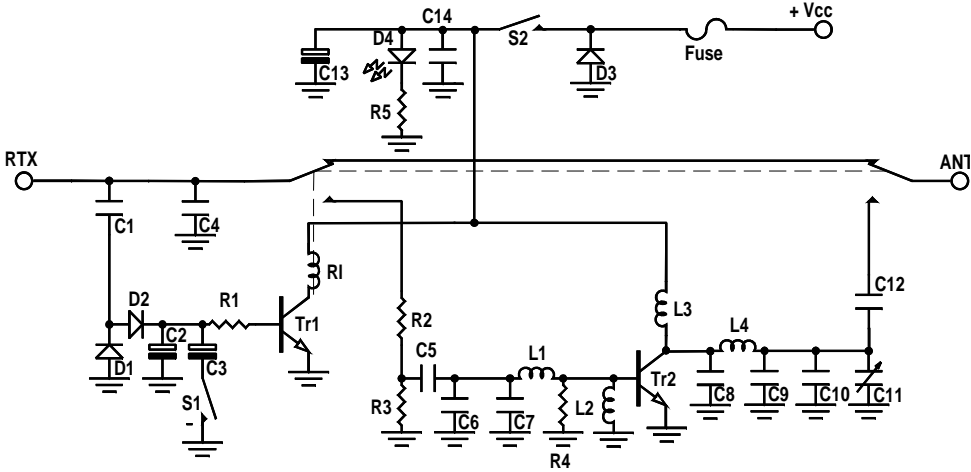 + Vcc
C14
D4
S2
Fuse
C13
D3
R5
RTX
ANT
C1
C4
Rl
C12
D2
R1
Tr1
R2
L3
L4
C2
C3
D1
C5
L1
Tr2
S1
-
R3
C6
C7
L2
C8
C9
C10
C11
R4